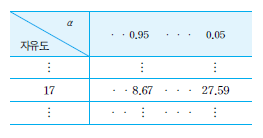 α
자유도
· · 0,95 · · · 0,05
⋮ ⋮ ⋮
17 · · 8,67 · · · 27,59
⋮ · · ⋮ · · · ⋮